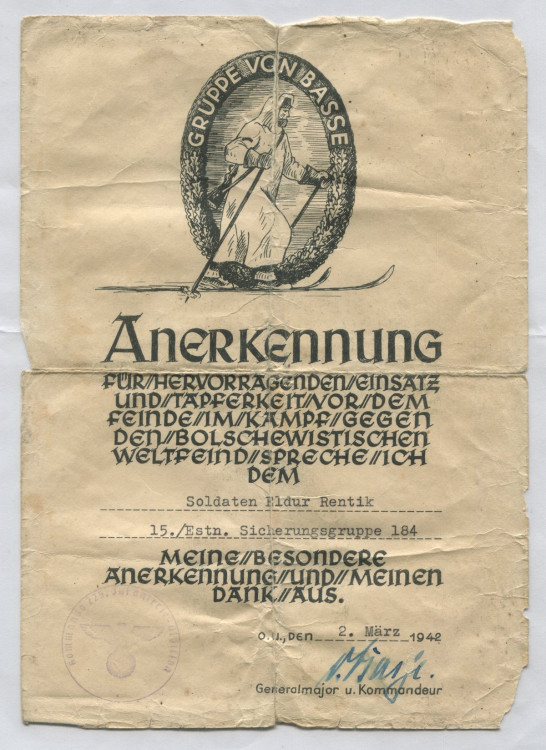 GRUPPE VON BASSE
ANERKENNUNG
FÜR//HERVORRAGENDEN//EINSATZ
UND//TAPFERKEIT//VOR//DEM
FEINDE//IM//KAMPF//GEGEN
DEN//BOLSCHEWISTISCHEN
WELTFEIND//SPRECHE//ICH
DEM
Soldaten Eldur Rentik
15./Estn. Sicherungsgruppe 184
MEINE//BESONDERE
ANERKENNUNG//UND//MEINEN
DANK//AUS.
O.U., DEN 2. März 1942
Generalmajor u. Kommandeur